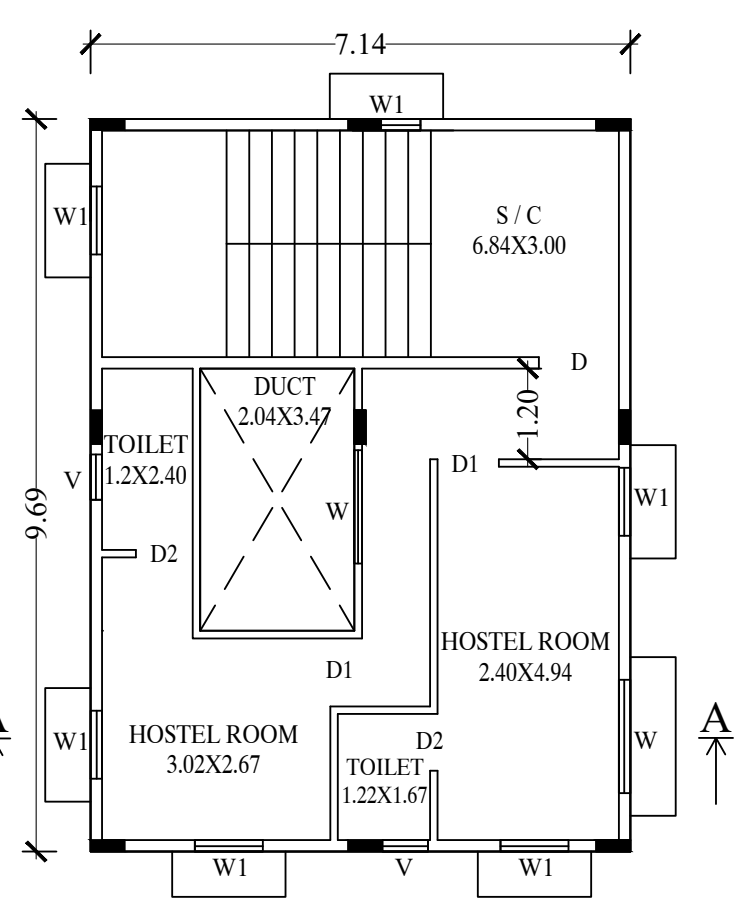 7.14
W1
W1
S / C
6.84X3.00
D
DUCT
2.04X3.47
1.20
TOILET
1.2X2.40
D1
V
W1
9.69
W
D2
HOSTEL ROOM
2.40X4.94
D1
A
A
W1
HOSTEL ROOM
3.02X2.67
D2
W
TOILET
1.22X1.67
W1
V
W1